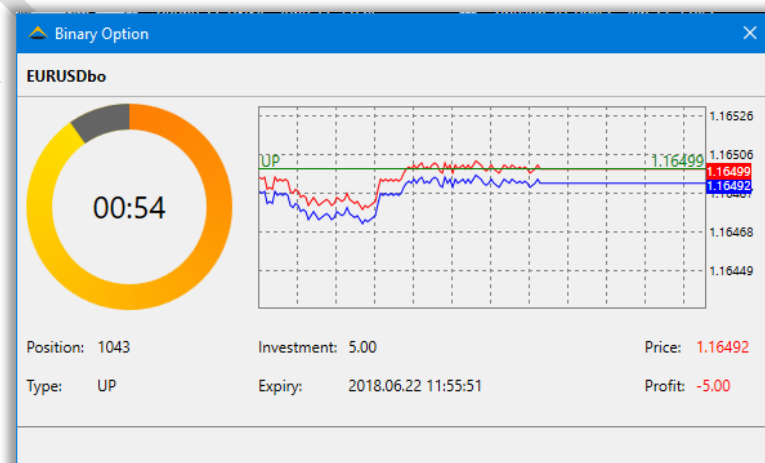 Binary Option
EURUSDbo
00:54
UP
1.16499
1.16526
1.16506
1.16499
1.16492
1.16468
1.16449
Position: 1043
Investment: 5.00
Price: 1.16492
Type: UP
Expiry: 2018.06.22 11:55:51
Profit: -5.00